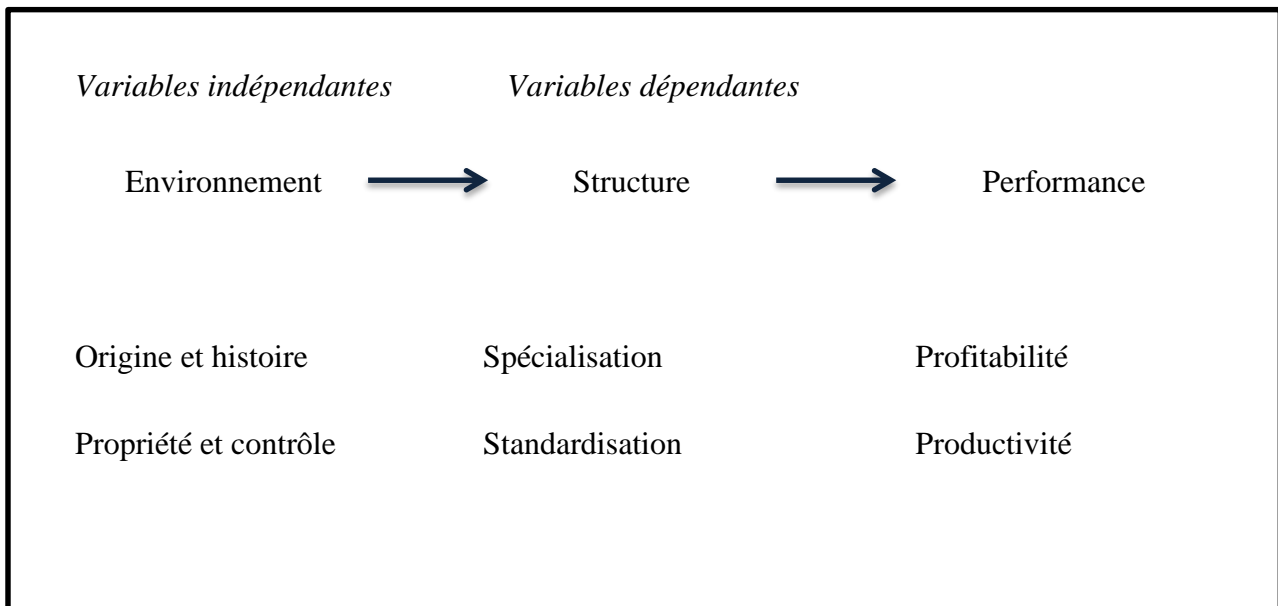 Variables indépendantes Variables dépendantes
Environnement Structure Performance
Origine et histoire Spécialisation Profitabilité
Propriété et contrôle Standardisation Productivité